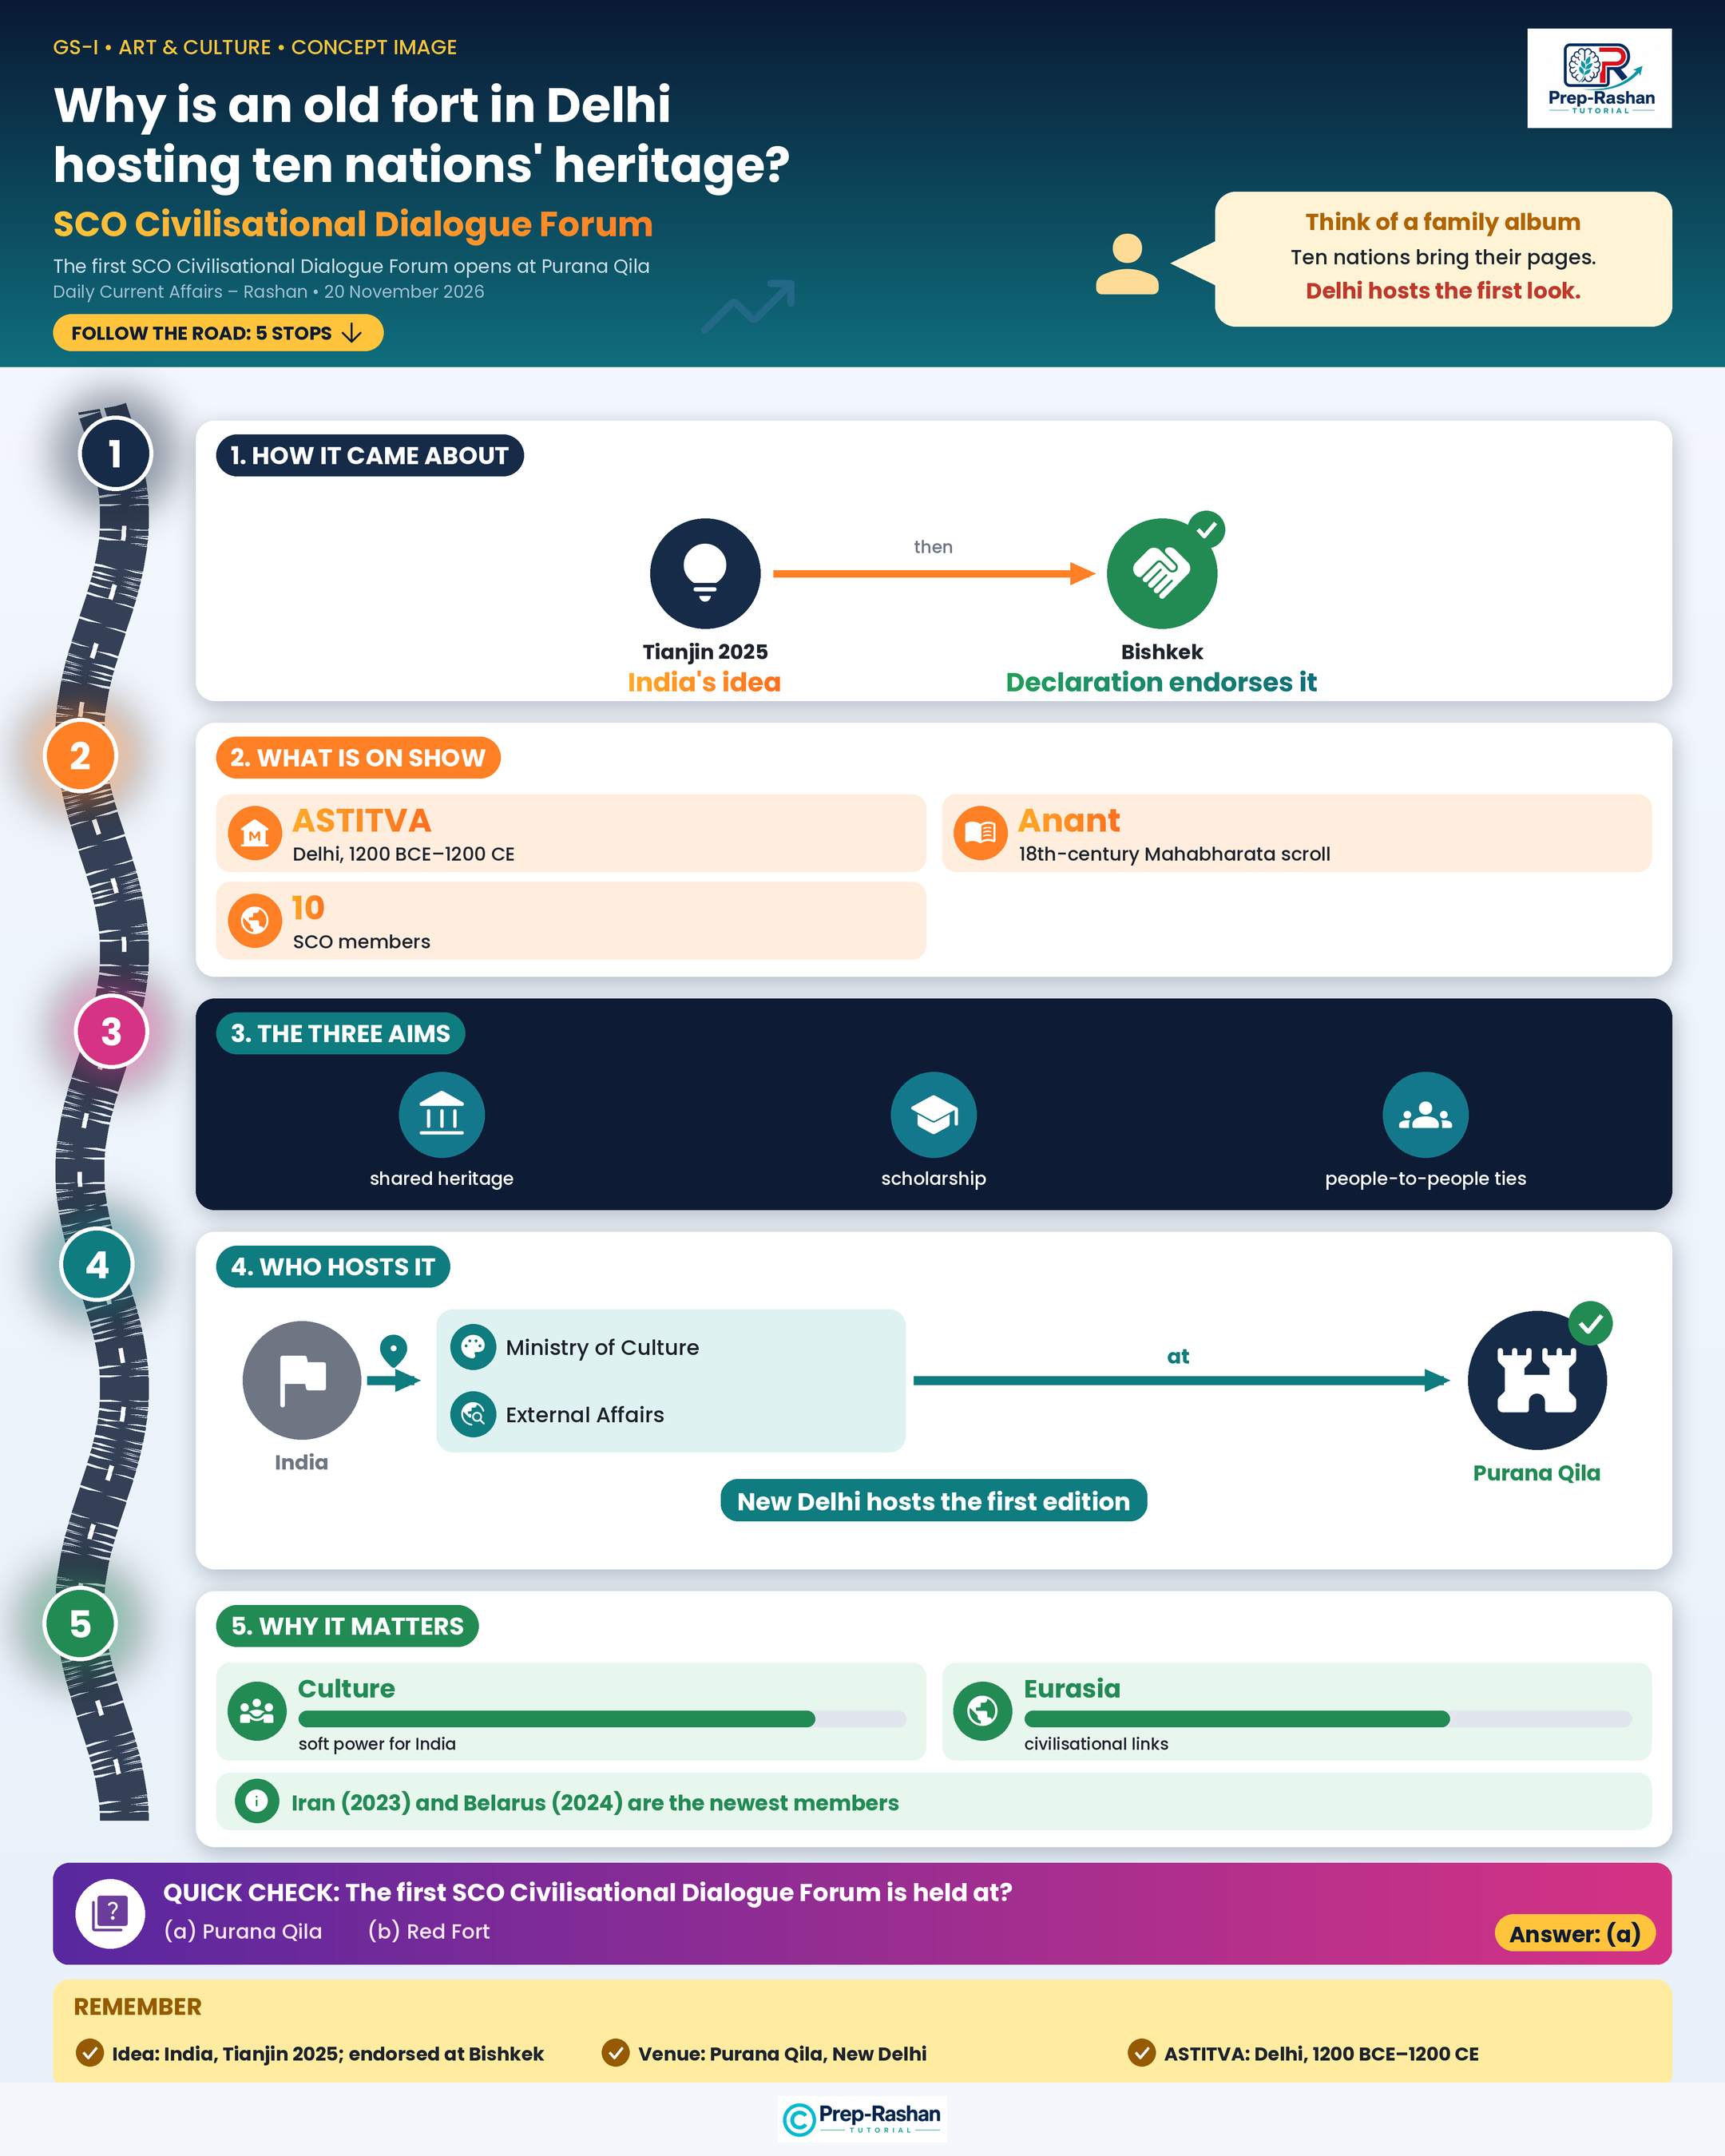 GS-I • ART & CULTURE • CONCEPT IMAGE
Why is an old fort in Delhi
hosting ten nations' heritage?
SCO Civilisational Dialogue Forum
The first SCO Civilisational Dialogue Forum opens at Purana Qila
Daily Current Affairs – Rashan • 20 November 2026
FOLLOW THE ROAD: 5 STOPS
Prep-Rashan
TUTORIAL
Think of a family album
Ten nations bring their pages.
Delhi hosts the first look.
1
1. HOW IT CAME ABOUT
then
Tianjin 2025
India's idea
Bishkek
Declaration endorses it
2
2. WHAT IS ON SHOW
ASTITVA
Delhi, 1200 BCE–1200 CE
Anant
18th-century Mahabharata scroll
10
SCO members
3
3. THE THREE AIMS
shared heritage
scholarship
people-to-people ties
4
4. WHO HOSTS IT
India
Ministry of Culture
External Affairs
at
Purana Qila
New Delhi hosts the first edition
5
5. WHY IT MATTERS
Culture
soft power for India
Eurasia
civilisational links
Iran (2023) and Belarus (2024) are the newest members
QUICK CHECK: The first SCO Civilisational Dialogue Forum is held at?
(a) Purana Qila (b) Red Fort
Answer: (a)
REMEMBER
Idea: India, Tianjin 2025; endorsed at Bishkek
Venue: Purana Qila, New Delhi
ASTITVA: Delhi, 1200 BCE–1200 CE
© Prep-Rashan
TUTORIAL